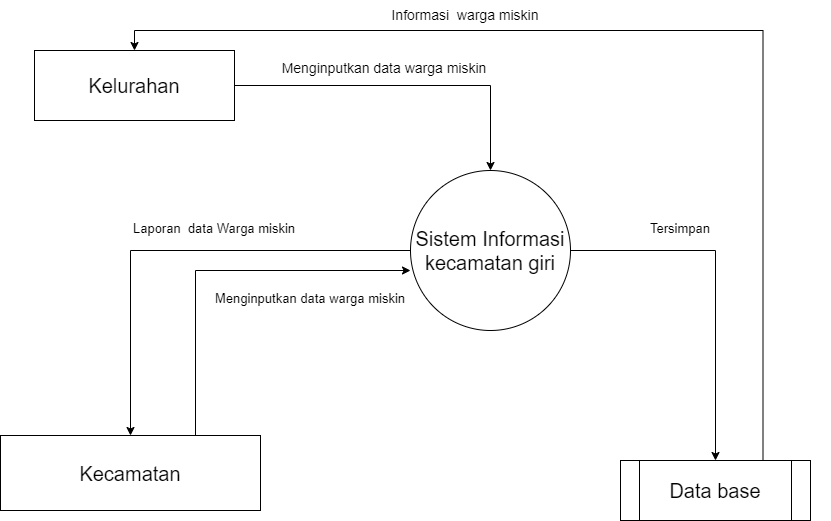 Informasi warga miskin
Menginputkan data warga miskin
Kelurahan
Laporan data Warga miskin
Tersimpan
Sistem Informasi
kecamatan giri
Menginputkan data warga miskin
Kecamatan
Data base